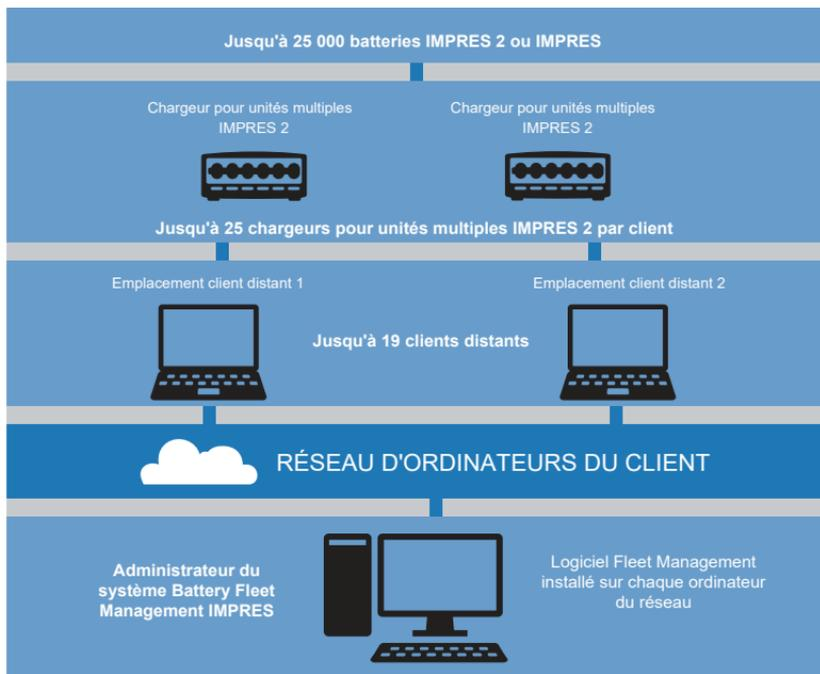 Jusqu'à 25 000 batteries IMPRES 2 ou IMPRES
Chargeur pour unités multiples
IMPRES 2
Chargeur pour unités multiples
IMPRES 2
Jusqu'à 25 chargeurs pour unités multiples IMPRES 2 par client
Emplacement client distant 1
Emplacement client distant 2
Jusqu'à 19 clients distants
RÉSEAU D'ORDINATEURS DU CLIENT
Administrateur du
système Battery Fleet
Management IMPRES
Logiciel Fleet Management
installé sur chaque ordinateur
du réseau